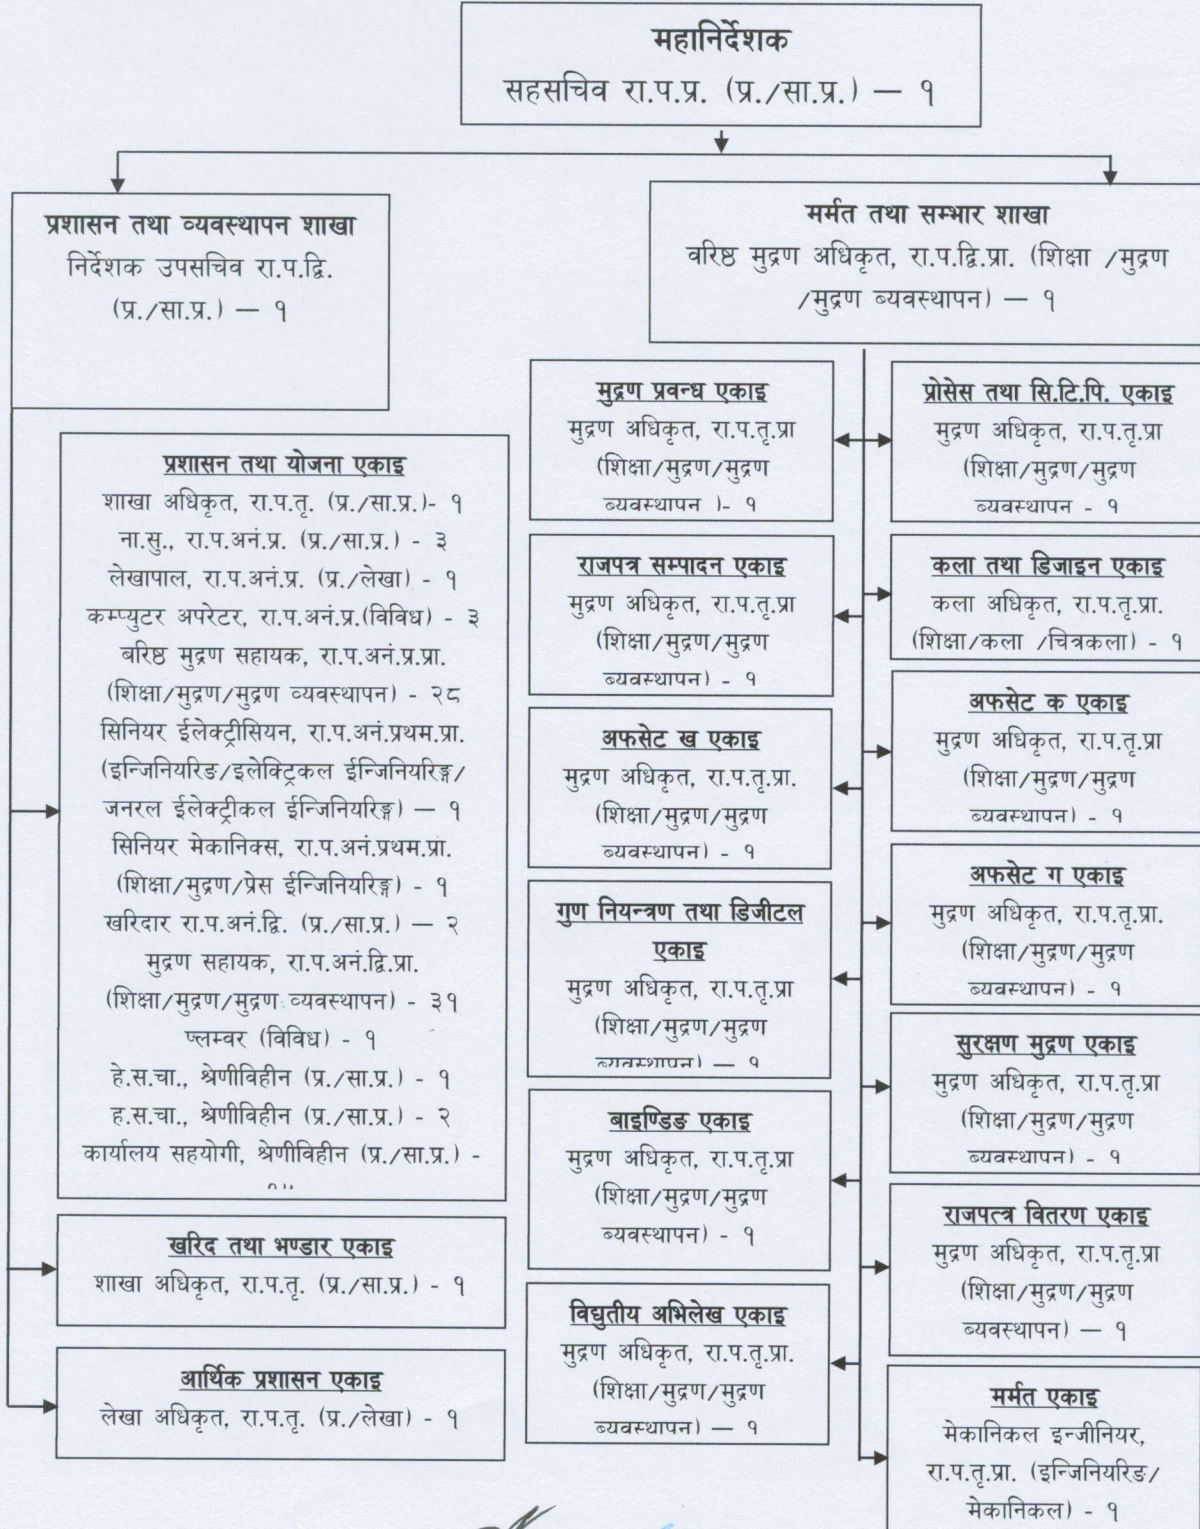 महानिर्देशक
सहसचिव रा.प.प्र. (प्र./सा.प्र.) — १
प्रशासन तथा व्यवस्थापन शाखा
निर्देशक उपसचिव रा.प.द्वि.
(प्र./सा.प्र.) — १
मर्मत तथा सम्भार शाखा
वरिष्ठ मुद्रण अधिकृत, रा.प.द्वि.प्रा. (शिक्षा /मुद्रण
/मुद्रण ब्यवस्थापन) — १
प्रशासन तथा योजना एकाइ
शाखा अधिकृत, रा.प.तृ. (प्र./सा.प्र.)- १
ना.सु., रा.प.अनं.प्र. (प्र./सा.प्र.) - ३
लेखापाल, रा.प.अनं.प्र. (प्र./लेखा) - १
कम्प्युटर अपरेटर, रा.प.अनं.प्र.(विविध) - ३
बरिष्ठ मुद्रण सहायक, रा.प.अनं.प्र.प्रा.
(शिक्षा/मुद्रण/मुद्रण व्यवस्थापन) - २८
सिनियर ईलेक्ट्रीसियन, रा.प.अनं.प्रथम.प्रा.
(इन्जिनियरिङ/इलेक्ट्रिकल ईन्जिनियरिङ्ग/
जनरल ईलेक्ट्रीकल ईन्जिनियरिङ्ग) — १
सिनियर मेकानिक्स, रा.प.अनं.प्रथम.प्रा.
(शिक्षा/मुद्रण/प्रेस ईन्जिनियरिङ्ग) - १
खरिदार रा.प.अनं.द्वि. (प्र./सा.प्र.) — २
मुद्रण सहायक, रा.प.अनं.द्वि.प्रा.
(शिक्षा/मुद्रण/मुद्रण व्यवस्थापन) - ३१
प्लम्वर (विविध) - १
हे.स.चा., श्रेणीविहीन (प्र./सा.प्र.) - १
ह.स.चा., श्रेणीविहीन (प्र./सा.प्र.) - २
कार्यालय सहयोगी, श्रेणीविहीन (प्र./सा.प्र.) -
खरिद तथा भण्डार एकाइ
शाखा अधिकृत, रा.प.तृ. (प्र./सा.प्र.) - १
आर्थिक प्रशासन एकाइ
लेखा अधिकृत, रा.प.तृ. (प्र./लेखा) - १
मुद्रण प्रवन्ध एकाइ
मुद्रण अधिकृत, रा.प.तृ.प्रा
(शिक्षा/मुद्रण/मुद्रण
ब्यवस्थापन )- १
राजपत्र सम्पादन एकाइ
मुद्रण अधिकृत, रा.प.तृ.प्रा
(शिक्षा/मुद्रण/मुद्रण
ब्यवस्थापन) - १
अफसेट ख एकाइ
मुद्रण अधिकृत, रा.प.तृ.प्रा.
(शिक्षा/मुद्रण/मुद्रण
ब्यवस्थापन) - १
गुण नियन्त्रण तथा डिजीटल
एकाइ
मुद्रण अधिकृत, रा.प.तृ.प्रा
(शिक्षा/मुद्रण/मुद्रण
ब्यवस्थापन) — १
बाइण्डिङ एकाइ
मुद्रण अधिकृत, रा.प.तृ.प्रा
(शिक्षा/मुद्रण/मुद्रण
ब्यवस्थापन) - १
विद्युतीय अभिलेख एकाइ
मुद्रण अधिकृत, रा.प.तृ.प्रा.
(शिक्षा/मुद्रण/मुद्रण
ब्यवस्थापन) — १
प्रोसेस तथा सि.टि.पि. एकाइ
मुद्रण अधिकृत, रा.प.तृ.प्रा
(शिक्षा/मुद्रण/मुद्रण
ब्यवस्थापन - १
कला तथा डिजाइन एकाइ
कला अधिकृत, रा.प.तृ.प्रा.
(शिक्षा/कला /चित्रकला) - १
अफसेट क एकाइ
मुद्रण अधिकृत, रा.प.तृ.प्रा
(शिक्षा/मुद्रण/मुद्रण
ब्यवस्थापन) - १
अफसेट ग एकाइ
मुद्रण अधिकृत, रा.प.तृ.प्रा.
(शिक्षा/मुद्रण/मुद्रण
ब्यवस्थापन) - १
सुरक्षण मुद्रण एकाइ
मुद्रण अधिकृत, रा.प.तृ.प्रा
(शिक्षा/मुद्रण/मुद्रण
ब्यवस्थापन) - १
राजपत्त्र वितरण एकाइ
मुद्रण अधिकृत, रा.प.तृ.प्रा
(शिक्षा/मुद्रण/मुद्रण
ब्यवस्थापन) — १
मर्मत एकाइ
मेकानिकल इन्जीनियर,
रा.प.तृ.प्रा. (इन्जिनियरिङ/
मेकानिकल) - १